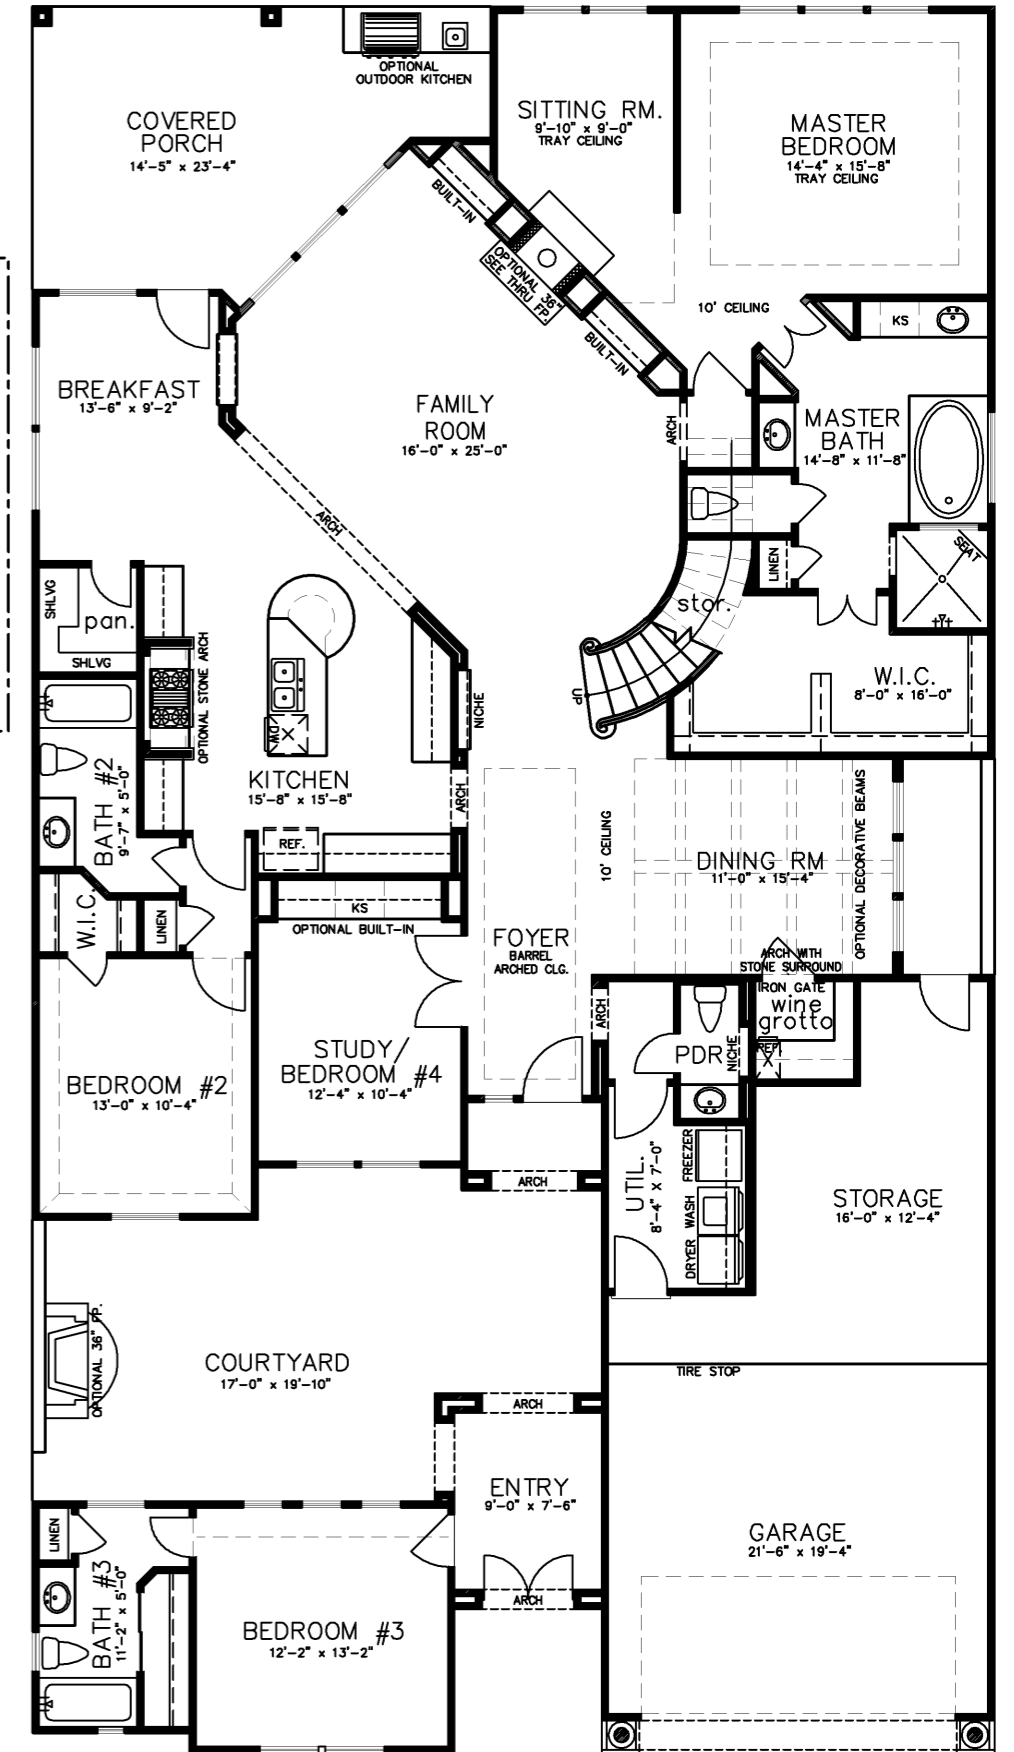 OPTIONAL
OUTDOOR KITCHEN
COVERED
PORCH
14'-5" x 23'-4"
SITTING RM.
9'-10" x 9'-0"
TRAY CEILING
MASTER
BEDROOM
14'-4" x 15'-8"
TRAY CEILING
BUILT-IN
OPTIONAL 36"
SEE THRU FP.
BUILT-IN
10' CEILING
KS
BREAKFAST
13'-6" x 9'-2"
FAMILY
ROOM
16'-0" x 25'-0"
ARCH
MASTER
BATH
14'-8" x 11'-8"
ARCH
LINEN
SEAT
SHLVG
pan.
SHLVG
stor.
UP
W.I.C.
8'-0" x 16'-0"
OPTIONAL STONE ARCH
NICHE
DW
KITCHEN
15'-8" x 15'-8"
ARCH
BATH #2
9'-7" x 5'-0"
REF.
10' CEILING
DINING RM
11'-0" x 15'-4"
OPTIONAL DECORATIVE BEAMS
W.I.C.
LINEN
KS
OPTIONAL BUILT-IN
FOYER
BARREL
ARCHED CLG.
ARCH WITH
STONE SURROUND
IRON GATE
wine
grotto
REF.
ARCH
PDR
NICHE
STUDY/
BEDROOM #4
12'-4" x 10'-4"
BEDROOM #2
13'-0" x 10'-4"
UTIL.
8'-4" x 7'-0"
FREEZER
WASH
DRYER
ARCH
STORAGE
16'-0" x 12'-4"
OPTIONAL 36" FP.
COURTYARD
17'-0" x 19'-10"
TIRE STOP
ARCH
ENTRY
9'-0" x 7'-6"
LINEN
GARAGE
21'-6" x 19'-4"
BATH #3
11'-2" x 5'-0"
ARCH
BEDROOM #3
12'-2" x 13'-2"